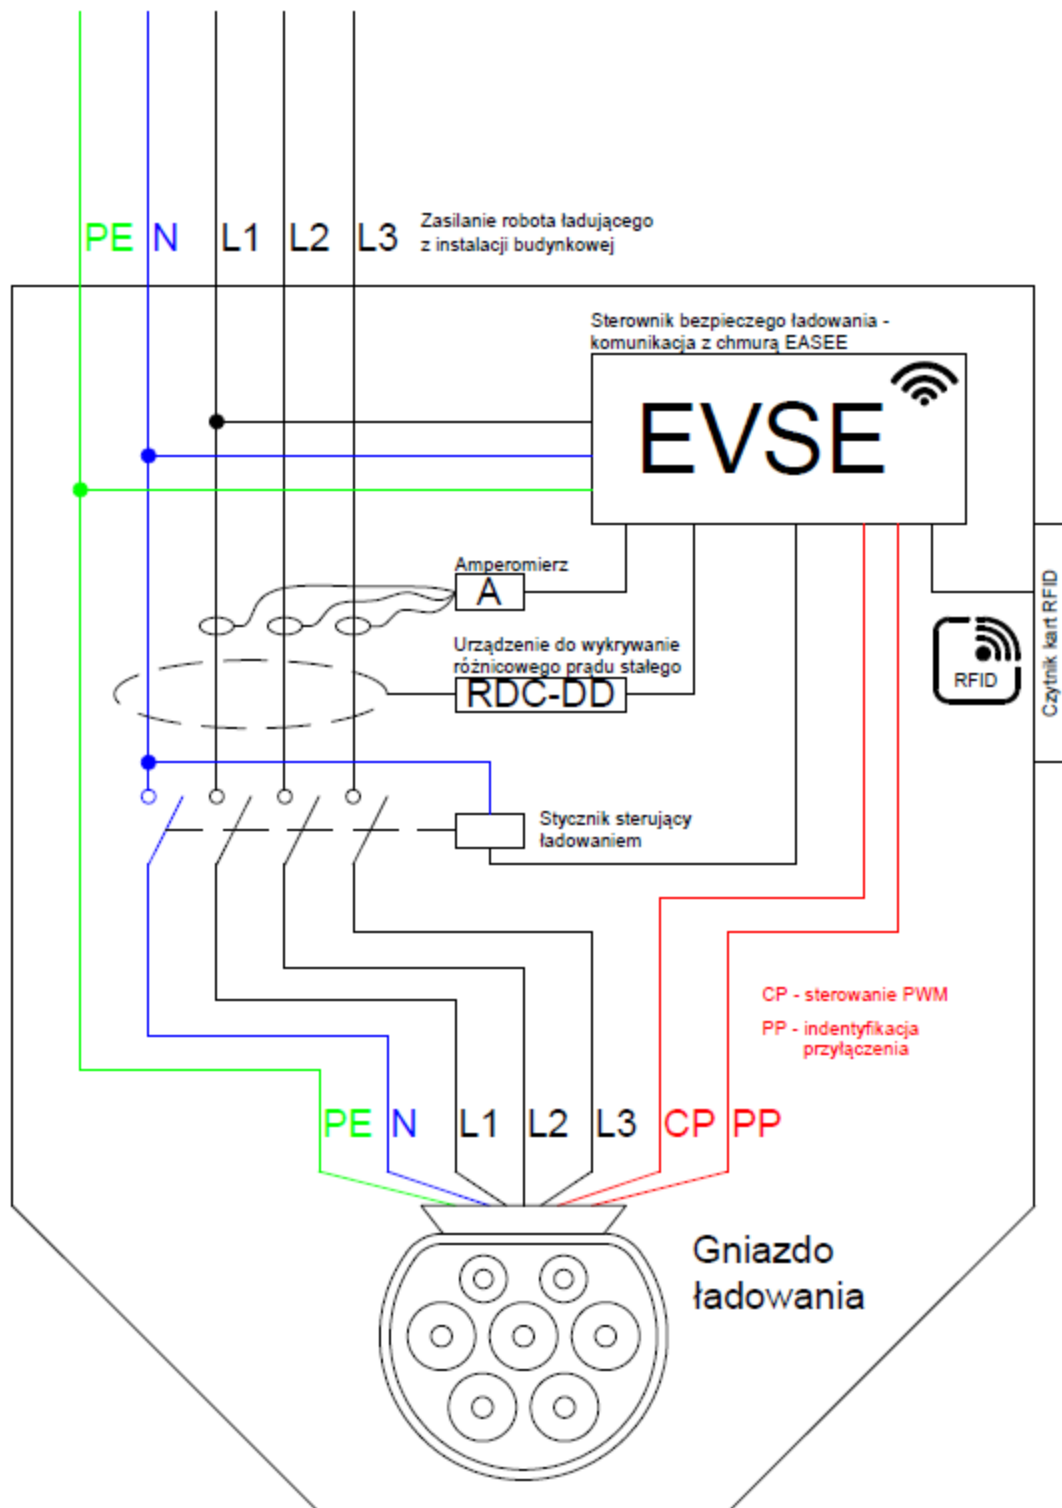 PE N L1 L2 L3
Zasilanie robota ładującego
z instalacji budynkowej
Sterownik bezpieczego ładowania -
komunikacja z chmurą EASEE
EVSE
Amperomierz
A
Urządzenie do wykrywanie
różnicowego prądu stałego
RDC-DD
RFID
Czytnik kart RFID
Stycznik sterujący
ładowaniem
CP - sterowanie PWM
PP - indentyfikacja
przyłączenia
PE N L1 L2 L3 CP PP
Gniazdo
ładowania